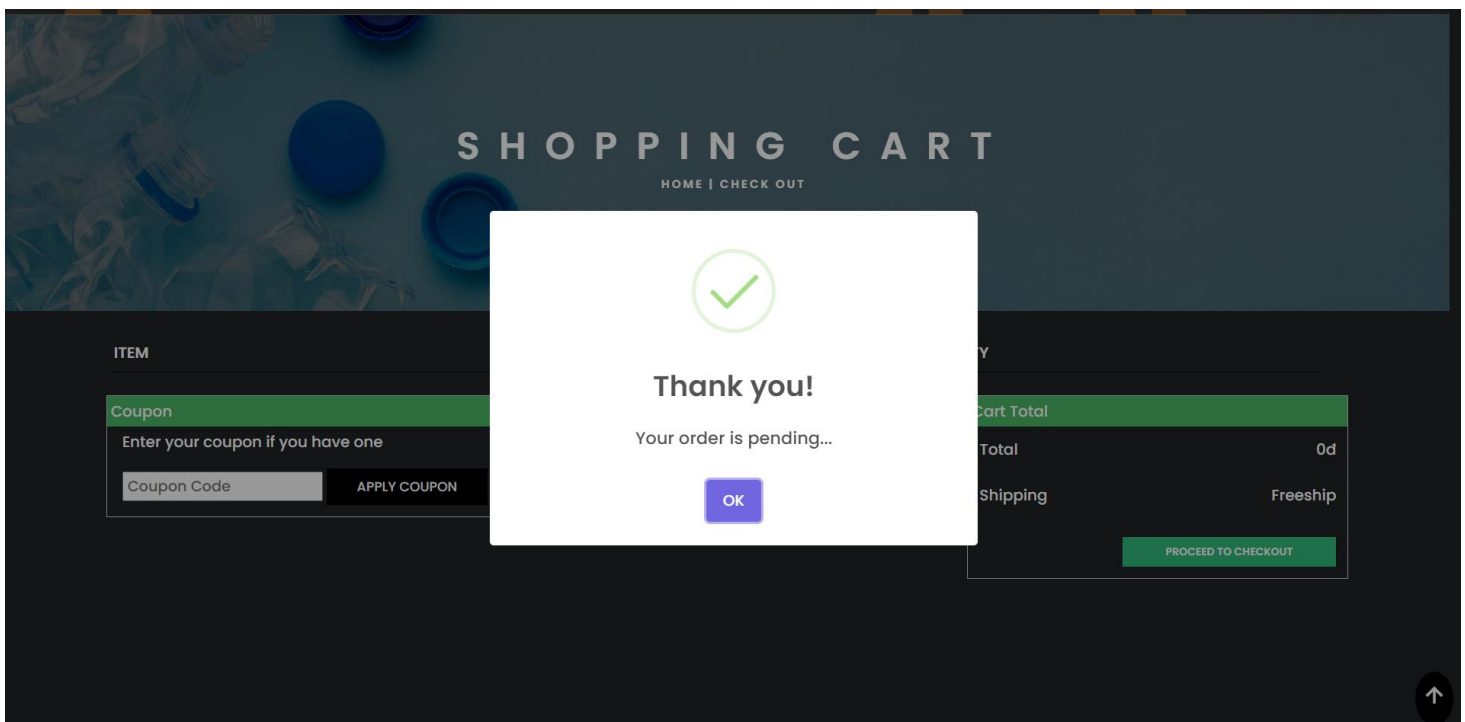 SHOPPING CART
HOME | CHECK OUT
Thank you!
Your order is pending...
OK
ITEM
Coupon
Enter your coupon if you have one
Coupon Code
APPLY COUPON
Cart Total
Total 0đ
Shipping Freeship
PROCEED TO CHECKOUT